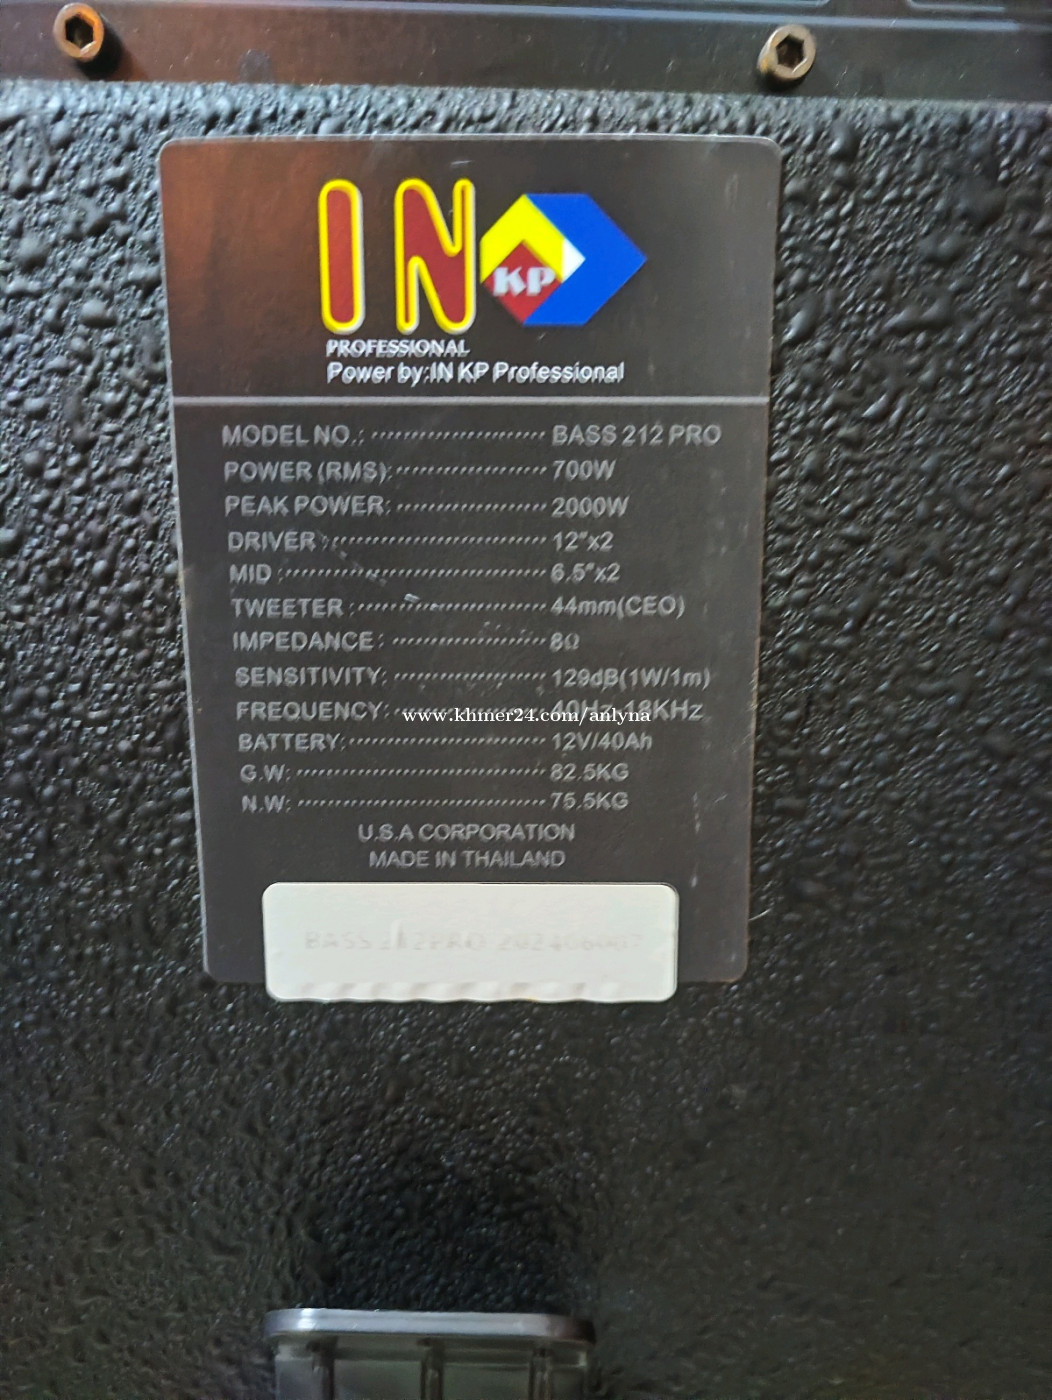 IN KP
PROFESSIONAL
Power by:IN KP Professional
MODEL NO.: BASS 212 PRO
POWER (RMS): 700W
PEAK POWER: 2000W
DRIVER: 12"x2
MID: 6.5"x2
TWEETER: 44mm(CEO)
IMPEDANCE: 8Ω
SENSITIVITY: 129dB(1W/1m)
FREQUENCY: 40Hz-18KHz
www.khmer24.com/anlyna
BATTERY: 12V/40Ah
G.W: 82.5KG
N.W: 75.5KG
U.S.A CORPORATION
MADE IN THAILAND
BASS 212PRO